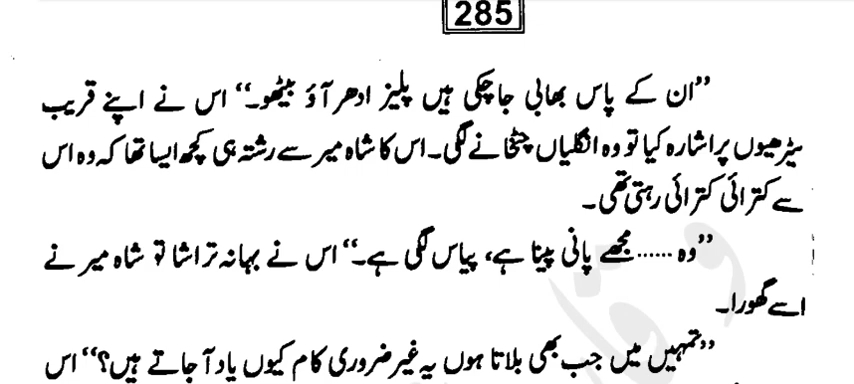 285
”ان کے پاس بھابی جاچکی ہیں پلیز ادھر آؤ بیٹھو۔“ اس نے اپنے قریب
سیڑھیوں پر اشارہ کیا تو وہ انگلیاں چٹخانے لگی۔ اس کا شاہ میر سے رشتہ ہی کچھ ایسا تھا کہ وہ اس
سے کترائی کترائی رہتی تھی۔
”وہ ...... مجھے پانی پینا ہے، پیاس لگی ہے۔“ اس نے بہانہ تراشا تو شاہ میر نے
اسے گھورا۔
”تمہیں میں جب بھی بلاتا ہوں یہ غیر ضروری کام کیوں یاد آ جاتے ہیں؟“ اس